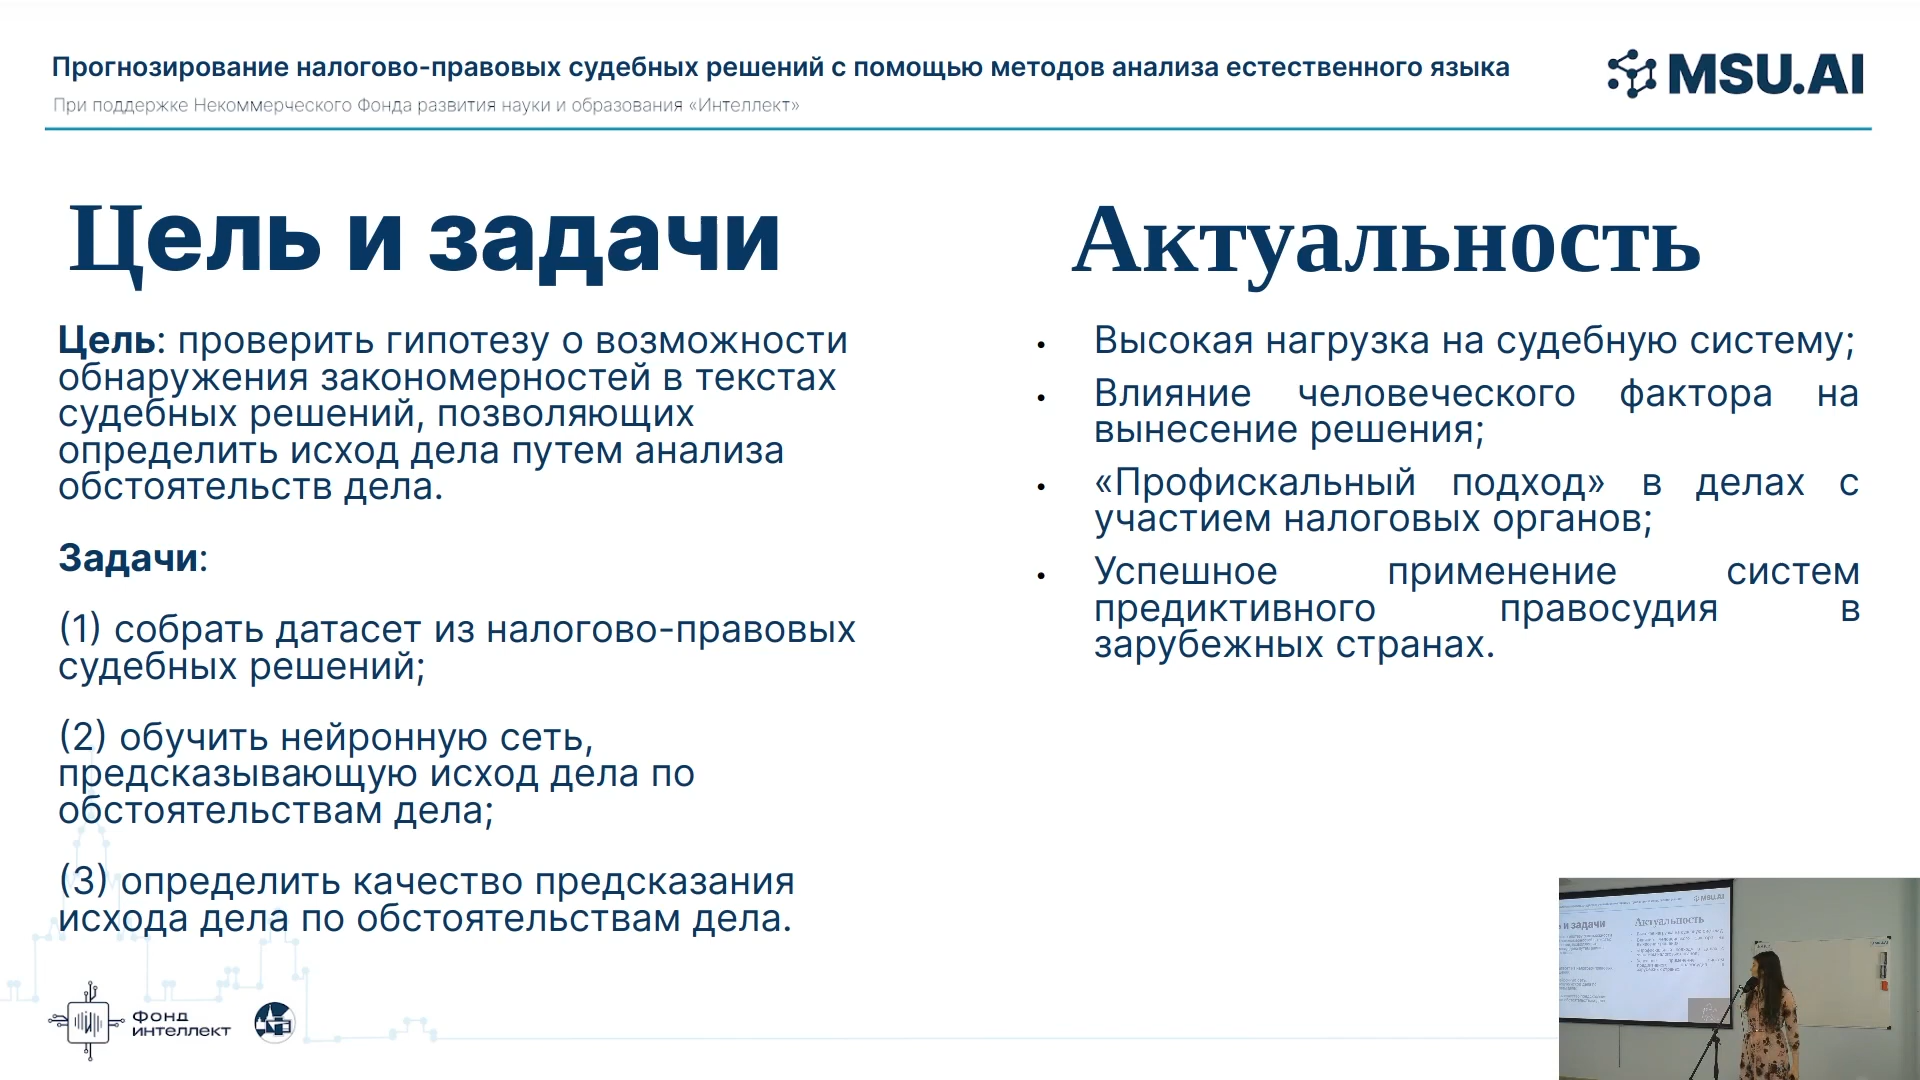 Прогнозирование налогово-правовых судебных решений с помощью методов анализа естественного языка
При поддержке Некоммерческого Фонда развития науки и образования «Интеллект»
MSU.AI
Цель и задачи
Цель: проверить гипотезу о возможности
обнаружения закономерностей в текстах
судебных решений, позволяющих
определить исход дела путем анализа
обстоятельств дела.
Задачи:
(1) собрать датасет из налогово-правовых
судебных решений;
(2) обучить нейронную сеть,
предсказывающую исход дела по
обстоятельствам дела;
(3) определить качество предсказания
исхода дела по обстоятельствам дела.
Актуальность
• Высокая нагрузка на судебную систему;
• Влияние человеческого фактора на
вынесение решения;
• «Профискальный подход» в делах с
участием налоговых органов;
• Успешное применение систем
предиктивного правосудия в
зарубежных странах.
ФОНД
ИНТЕЛЛЕКТ
MSU.AI
и задачи
Актуальность